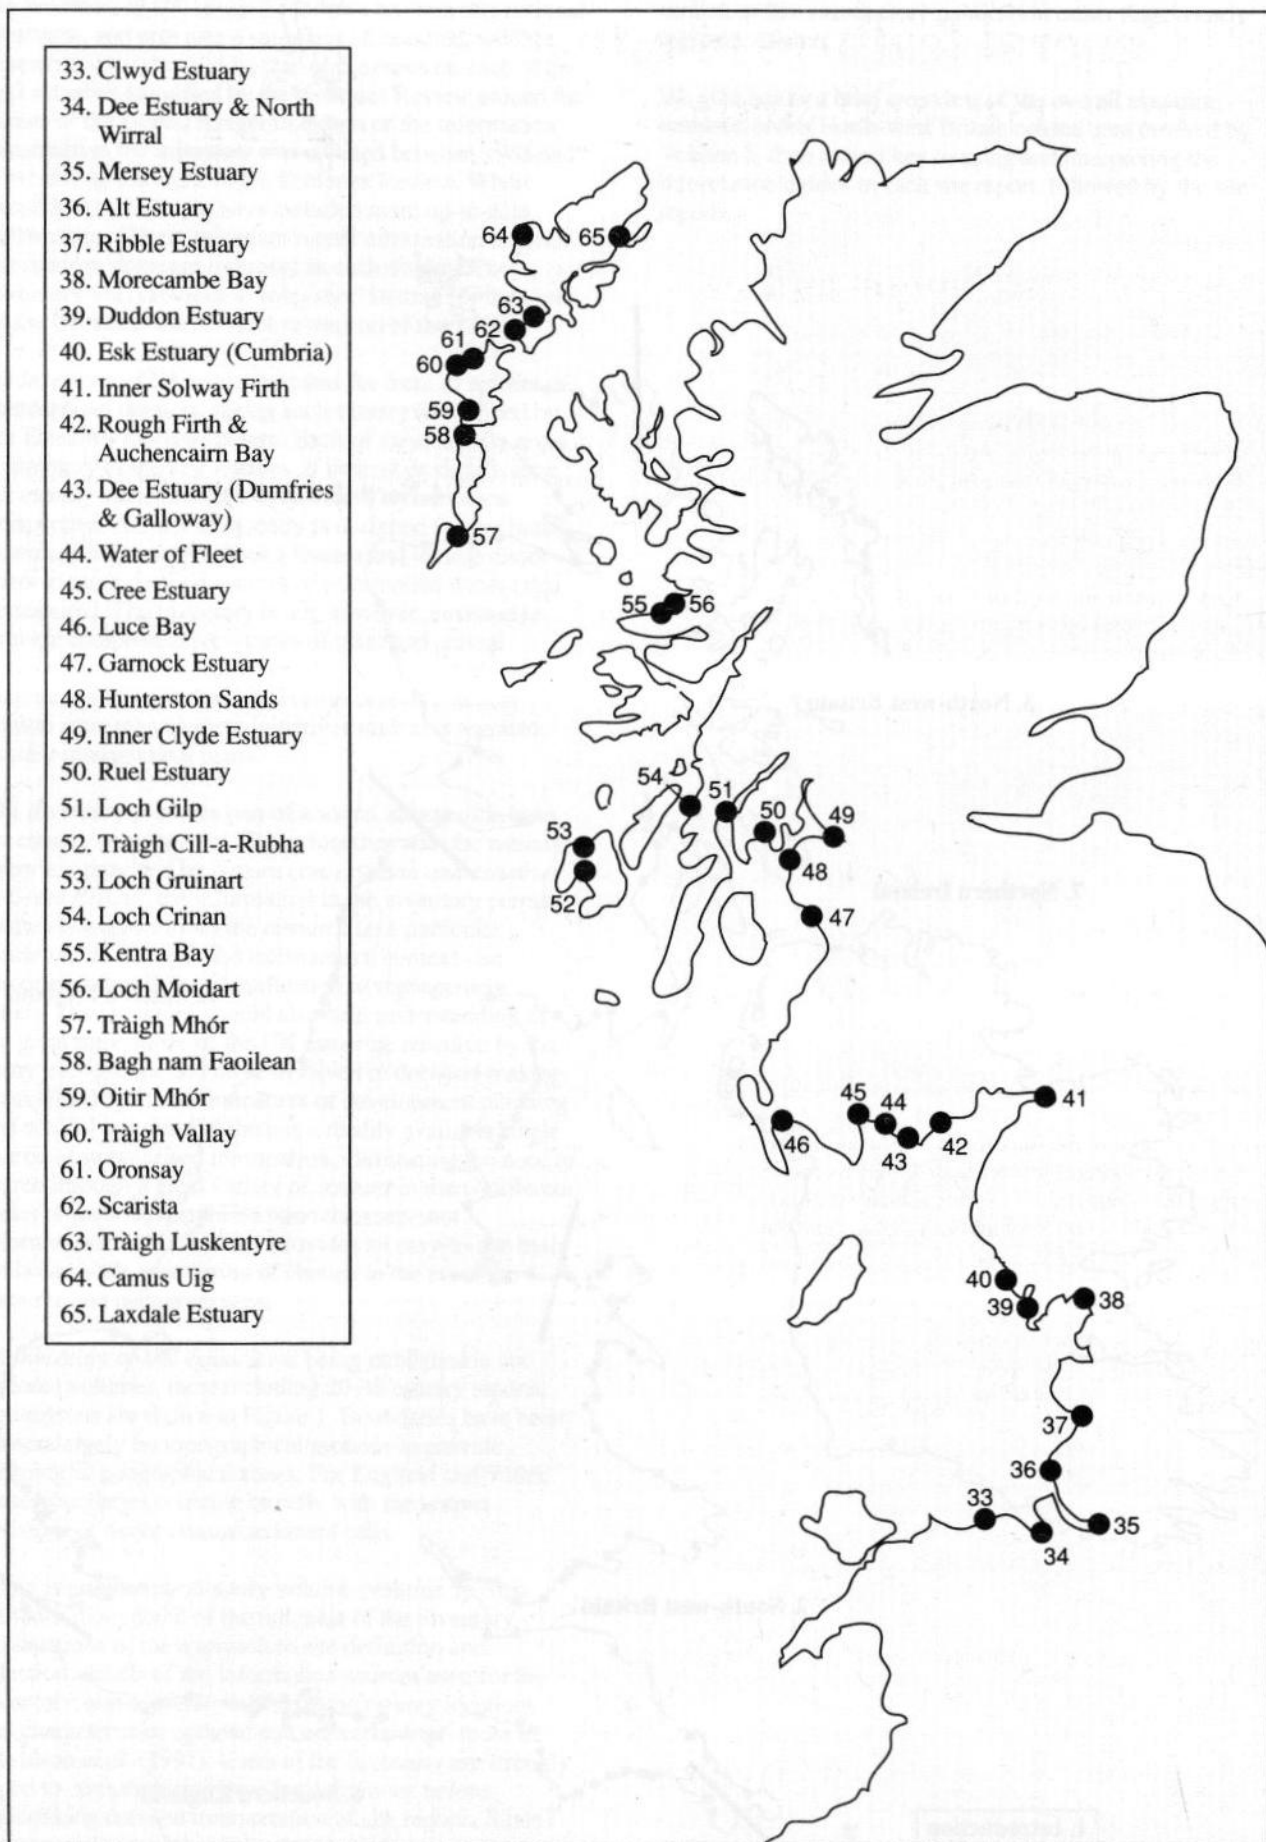 33. Clwyd Estuary
34. Dee Estuary & North
Wirral
35. Mersey Estuary
36. Alt Estuary
37. Ribble Estuary
38. Morecambe Bay
39. Duddon Estuary
40. Esk Estuary (Cumbria)
41. Inner Solway Firth
42. Rough Firth &
Auchencairn Bay
43. Dee Estuary (Dumfries
& Galloway)
44. Water of Fleet
45. Cree Estuary
46. Luce Bay
47. Garnock Estuary
48. Hunterston Sands
49. Inner Clyde Estuary
50. Ruel Estuary
51. Loch Gilp
52. Tràigh Cill-a-Rubha
53. Loch Gruinart
54. Loch Crinan
55. Kentra Bay
56. Loch Moidart
57. Tràigh Mhór
58. Bagh nam Faoilean
59. Oitir Mhór
60. Tràigh Vallay
61. Oronsay
62. Scarista
63. Tràigh Luskentyre
64. Camus Uig
65. Laxdale Estuary
64
65
63
62
61
60
59
58
57
55
56
54
51
50
49
53
48
52
47
45
44
41
46
43
42
40
39
38
37
36
33
35
34